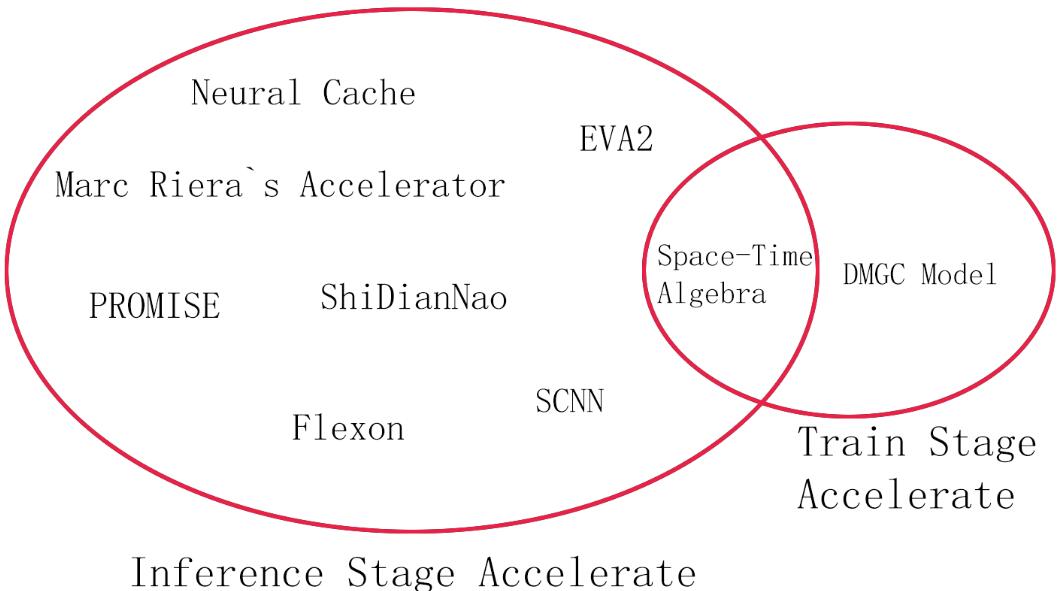 Neural Cache
EVA2
Marc Riera`s Accelerator
Space-Time
Algebra
DMGC Model
PROMISE
ShiDianNao
SCNN
Flexon
Train Stage
Accelerate
Inference Stage Accelerate